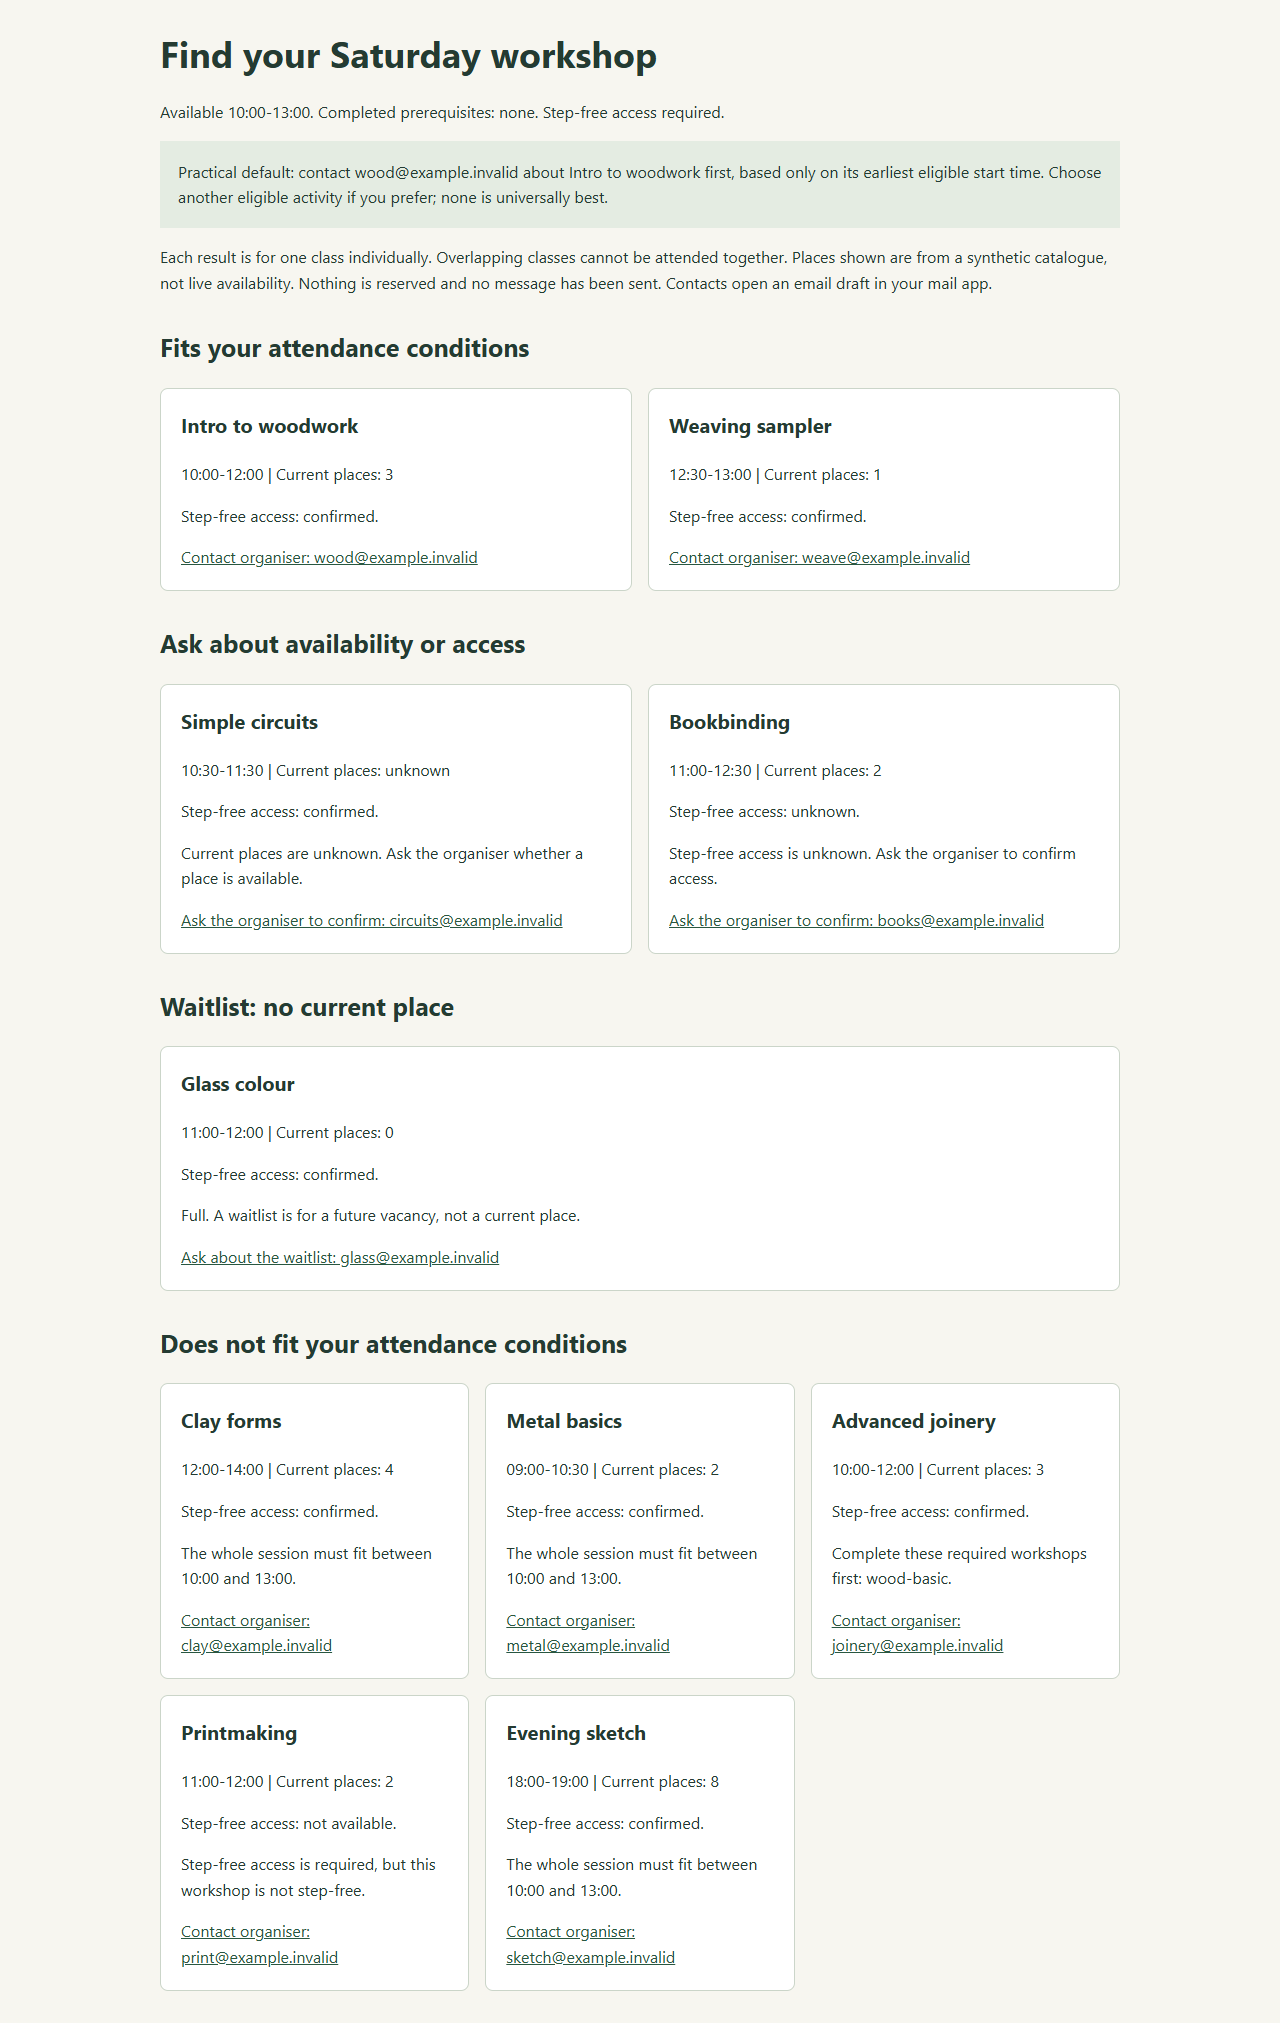 Find your Saturday workshop
Available 10:00-13:00. Completed prerequisites: none. Step-free access required.
Practical default: contact wood@example.invalid about Intro to woodwork first, based only on its earliest eligible start time. Choose
another eligible activity if you prefer; none is universally best.
Each result is for one class individually. Overlapping classes cannot be attended together. Places shown are from a synthetic catalogue,
not live availability. Nothing is reserved and no message has been sent. Contacts open an email draft in your mail app.
Fits your attendance conditions
Intro to woodwork
10:00-12:00 | Current places: 3
Step-free access: confirmed.
Contact organiser: wood@example.invalid
Weaving sampler
12:30-13:00 | Current places: 1
Step-free access: confirmed.
Contact organiser: weave@example.invalid
Ask about availability or access
Simple circuits
10:30-11:30 | Current places: unknown
Step-free access: confirmed.
Current places are unknown. Ask the organiser whether a
place is available.
Ask the organiser to confirm: circuits@example.invalid
Bookbinding
11:00-12:30 | Current places: 2
Step-free access: unknown.
Step-free access is unknown. Ask the organiser to confirm
access.
Ask the organiser to confirm: books@example.invalid
Waitlist: no current place
Glass colour
11:00-12:00 | Current places: 0
Step-free access: confirmed.
Full. A waitlist is for a future vacancy, not a current place.
Ask about the waitlist: glass@example.invalid
Does not fit your attendance conditions
Clay forms
12:00-14:00 | Current places: 4
Step-free access: confirmed.
The whole session must fit between
10:00 and 13:00.
Contact organiser:
clay@example.invalid
Metal basics
09:00-10:30 | Current places: 2
Step-free access: confirmed.
The whole session must fit between
10:00 and 13:00.
Contact organiser:
metal@example.invalid
Advanced joinery
10:00-12:00 | Current places: 3
Step-free access: confirmed.
Complete these required workshops
first: wood-basic.
Contact organiser:
joinery@example.invalid
Printmaking
11:00-12:00 | Current places: 2
Step-free access: not available.
Step-free access is required, but this
workshop is not step-free.
Contact organiser:
print@example.invalid
Evening sketch
18:00-19:00 | Current places: 8
Step-free access: confirmed.
The whole session must fit between
10:00 and 13:00.
Contact organiser:
sketch@example.invalid